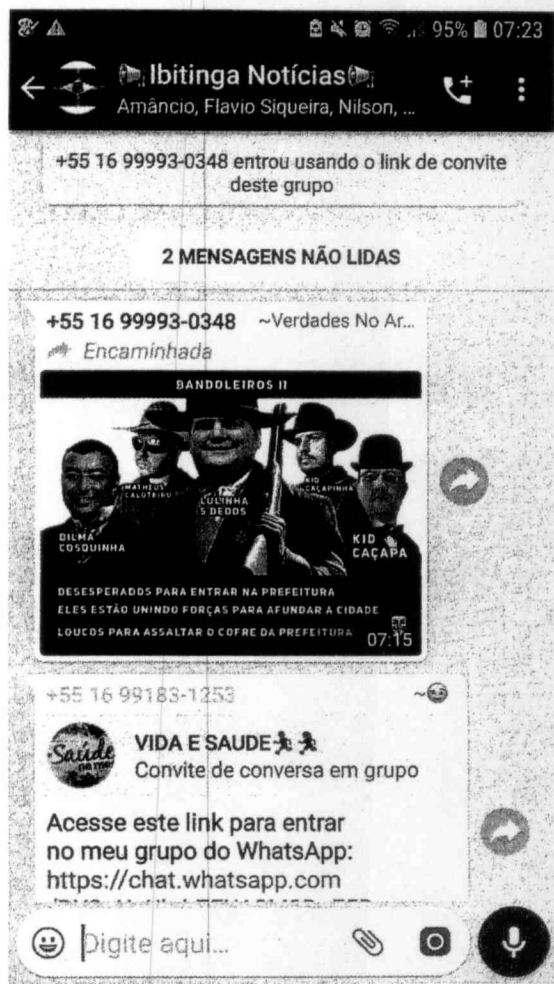 95% 07:23
Ibitinga Notícias
Amâncio, Flavio Siqueira, Nilson, ...
+55 16 99993-0348 entrou usando o link de convite
deste grupo
2 MENSAGENS NÃO LIDAS
+55 16 99993-0348 ~Verdades No Ar...
Encaminhada
BANDOLEIROS II
MATHEUS
CALOTEIRO
LULINHA
5 DEDOS
KID
CAÇAPINHA
DILMA
COSQUINHA
KID
CAÇAPA
DESESPERADOS PARA ENTRAR NA PREFEITURA
ELES ESTÃO UNINDO FORÇAS PARA AFUNDAR A CIDADE
LOUCOS PARA ASSALTAR O COFRE DA PREFEITURA
07:15
+55 16 99183-1253 ~
Saúde
VIDA E SAUDE
Convite de conversa em grupo
Acesse este link para entrar
no meu grupo do WhatsApp:
https://chat.whatsapp.com
Digite aqui...